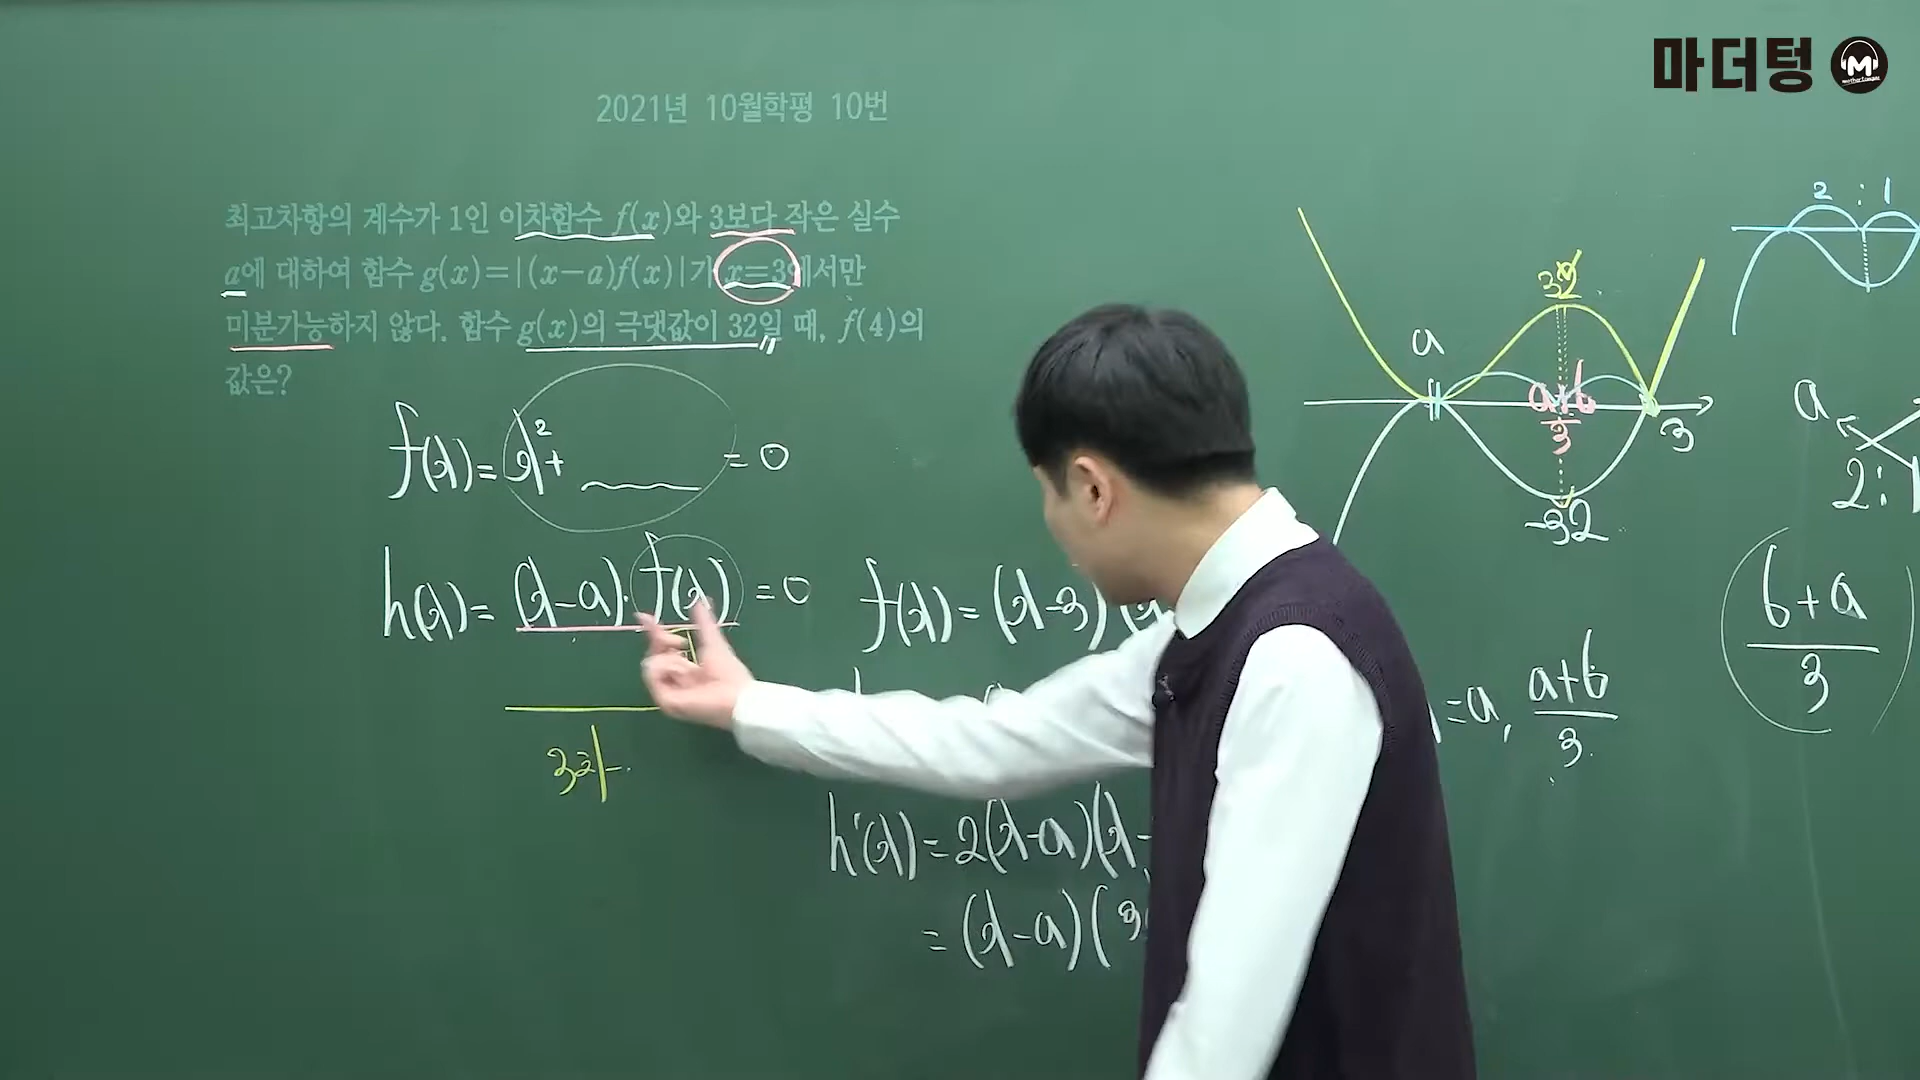 마더텅
2021년 10월학평 10번
최고차항의 계수가 1인 이차함수 f(x)와 3보다 작은 실수
a에 대하여 함수 g(x)=|(x-a)f(x)|가 x=3에서만
미분가능하지 않다. 함수 g(x)의 극댓값이 32일 때, f(4)의
값은?
f(x)= x²+ = 0
h(x)= (x-a)·f(x) = 0
f(x)= (x-3)(x
h'(x)= 2(x-a)(x-
= (x-a)(3
a
32
a+6
3
3
-32
2 : 1
a
2:1
6+a
3
=a, a+6
3